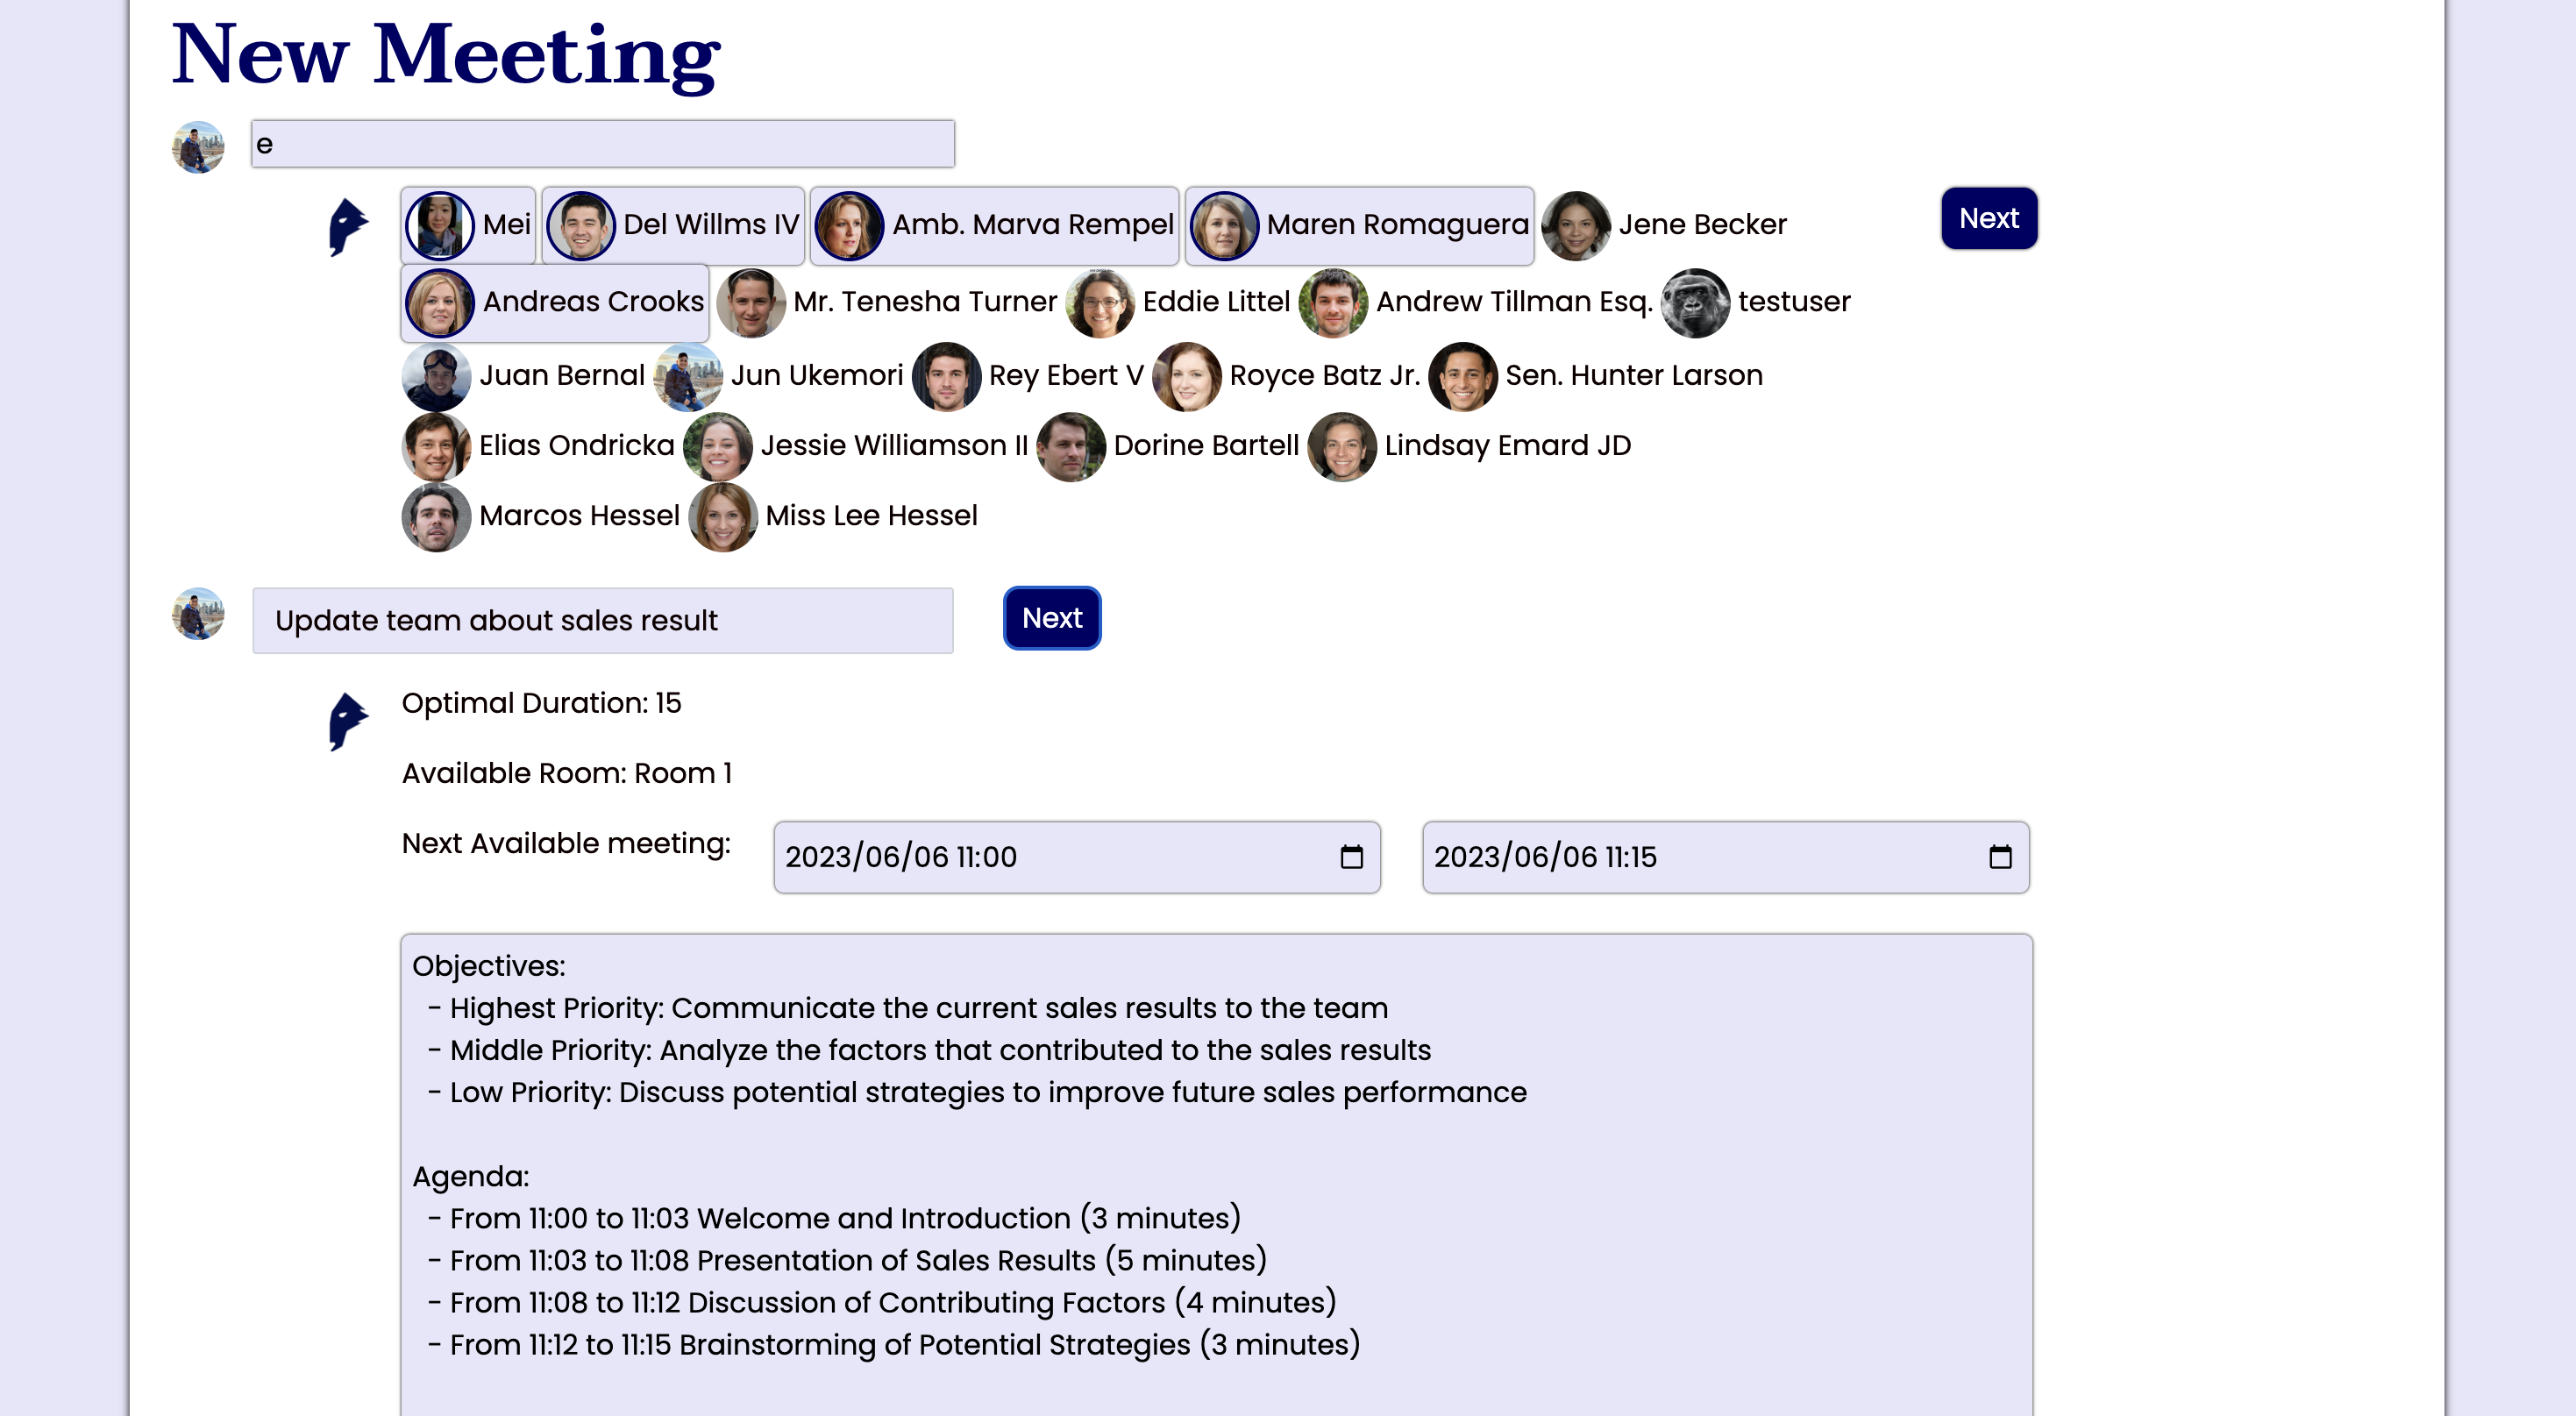 New Meeting
e
Mei Del Willms IV Amb. Marva Rempel Maren Romaguera Jene Becker Next
Andreas Crooks Mr. Tenesha Turner Eddie Littel Andrew Tillman Esq. testuser
Juan Bernal Jun Ukemori Rey Ebert V Royce Batz Jr. Sen. Hunter Larson
Elias Ondricka Jessie Williamson II Dorine Bartell Lindsay Emard JD
Marcos Hessel Miss Lee Hessel
Update team about sales result Next
Optimal Duration: 15
Available Room: Room 1
Next Available meeting: 2023/06/06 11:00 2023/06/06 11:15
Objectives:
- Highest Priority: Communicate the current sales results to the team
- Middle Priority: Analyze the factors that contributed to the sales results
- Low Priority: Discuss potential strategies to improve future sales performance
Agenda:
- From 11:00 to 11:03 Welcome and Introduction (3 minutes)
- From 11:03 to 11:08 Presentation of Sales Results (5 minutes)
- From 11:08 to 11:12 Discussion of Contributing Factors (4 minutes)
- From 11:12 to 11:15 Brainstorming of Potential Strategies (3 minutes)